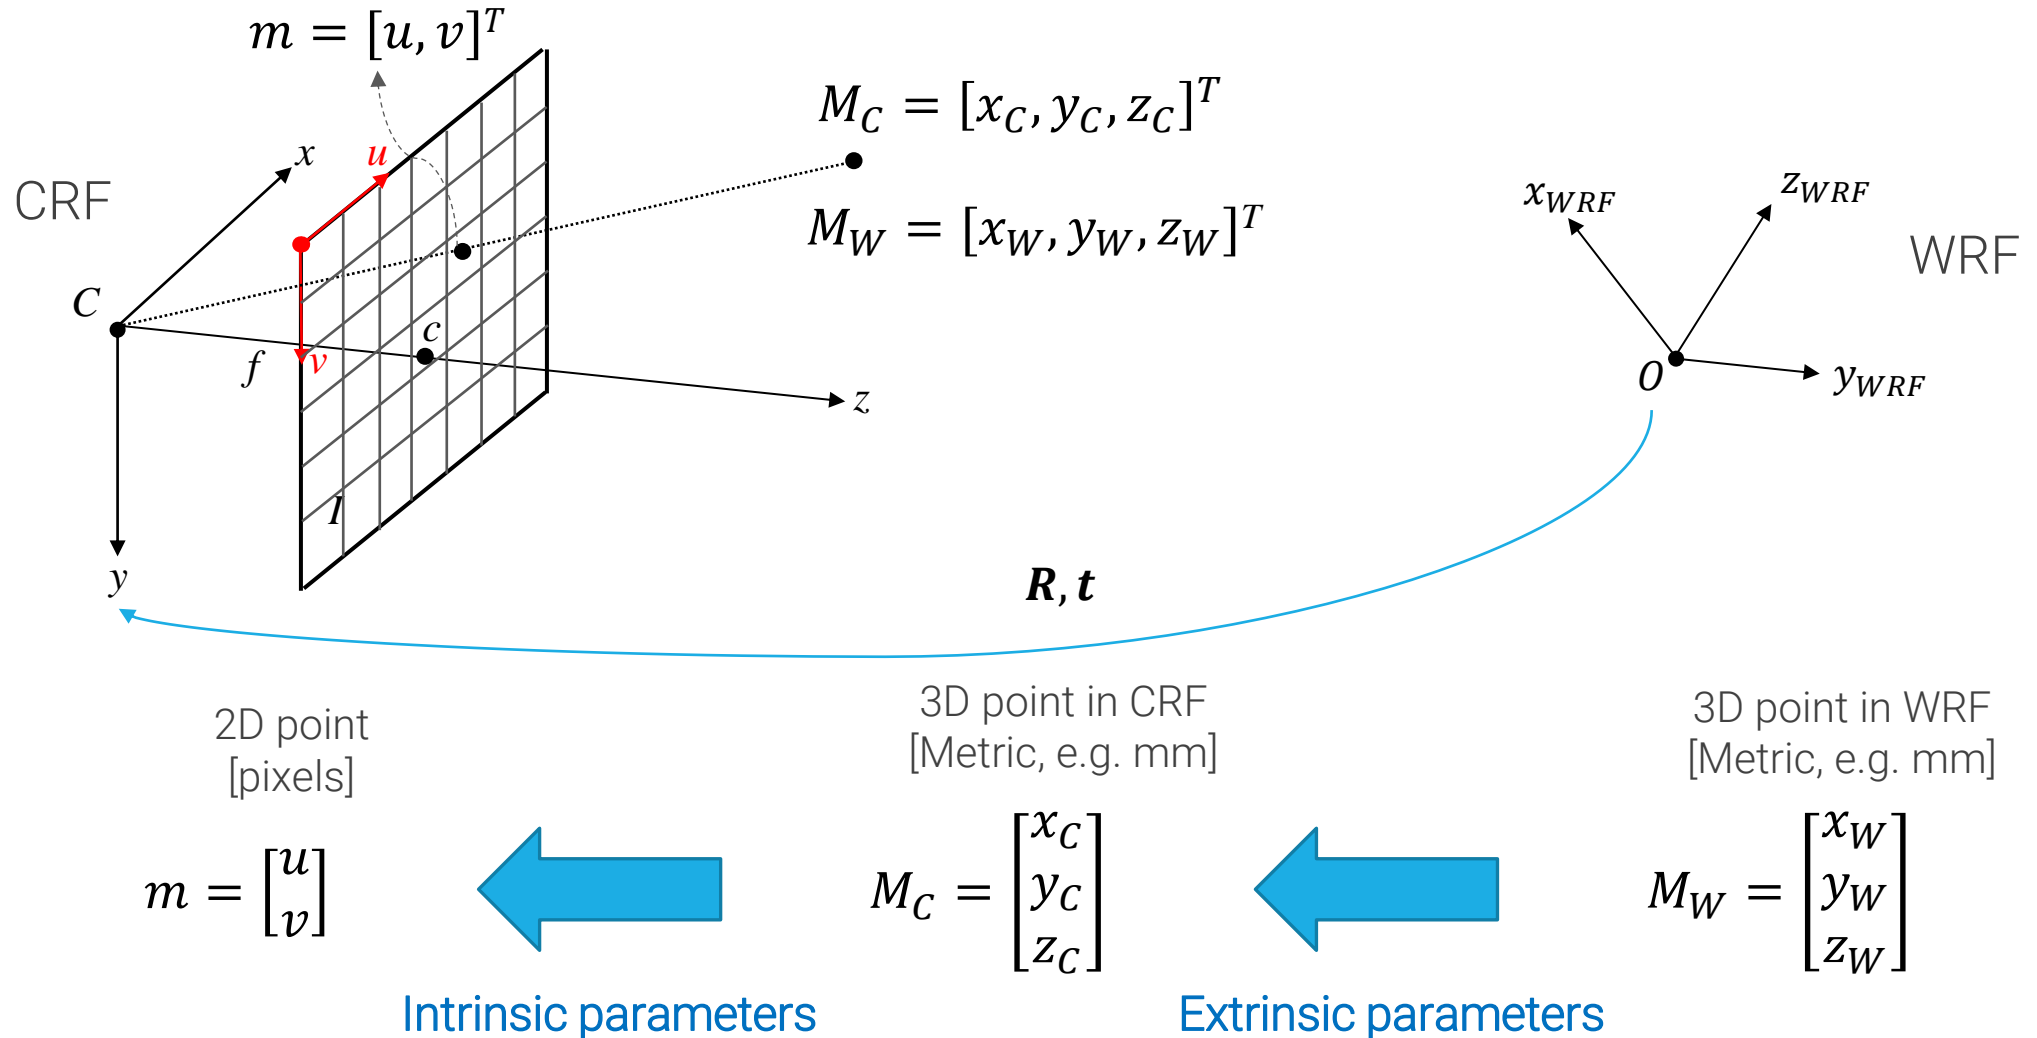 m = [u, v]^T
M_C = [x_C, y_C, z_C]^T
x
u
CRF
x_WRF
z_WRF
M_W = [x_W, y_W, z_W]^T
WRF
C
c
f
v
z
O
y_WRF
I
y
R, t
2D point
[pixels]
3D point in CRF
[Metric, e.g. mm]
3D point in WRF
[Metric, e.g. mm]
m = [u
v]
M_C = [x_C
y_C
z_C]
M_W = [x_W
y_W
z_W]
Intrinsic parameters
Extrinsic parameters